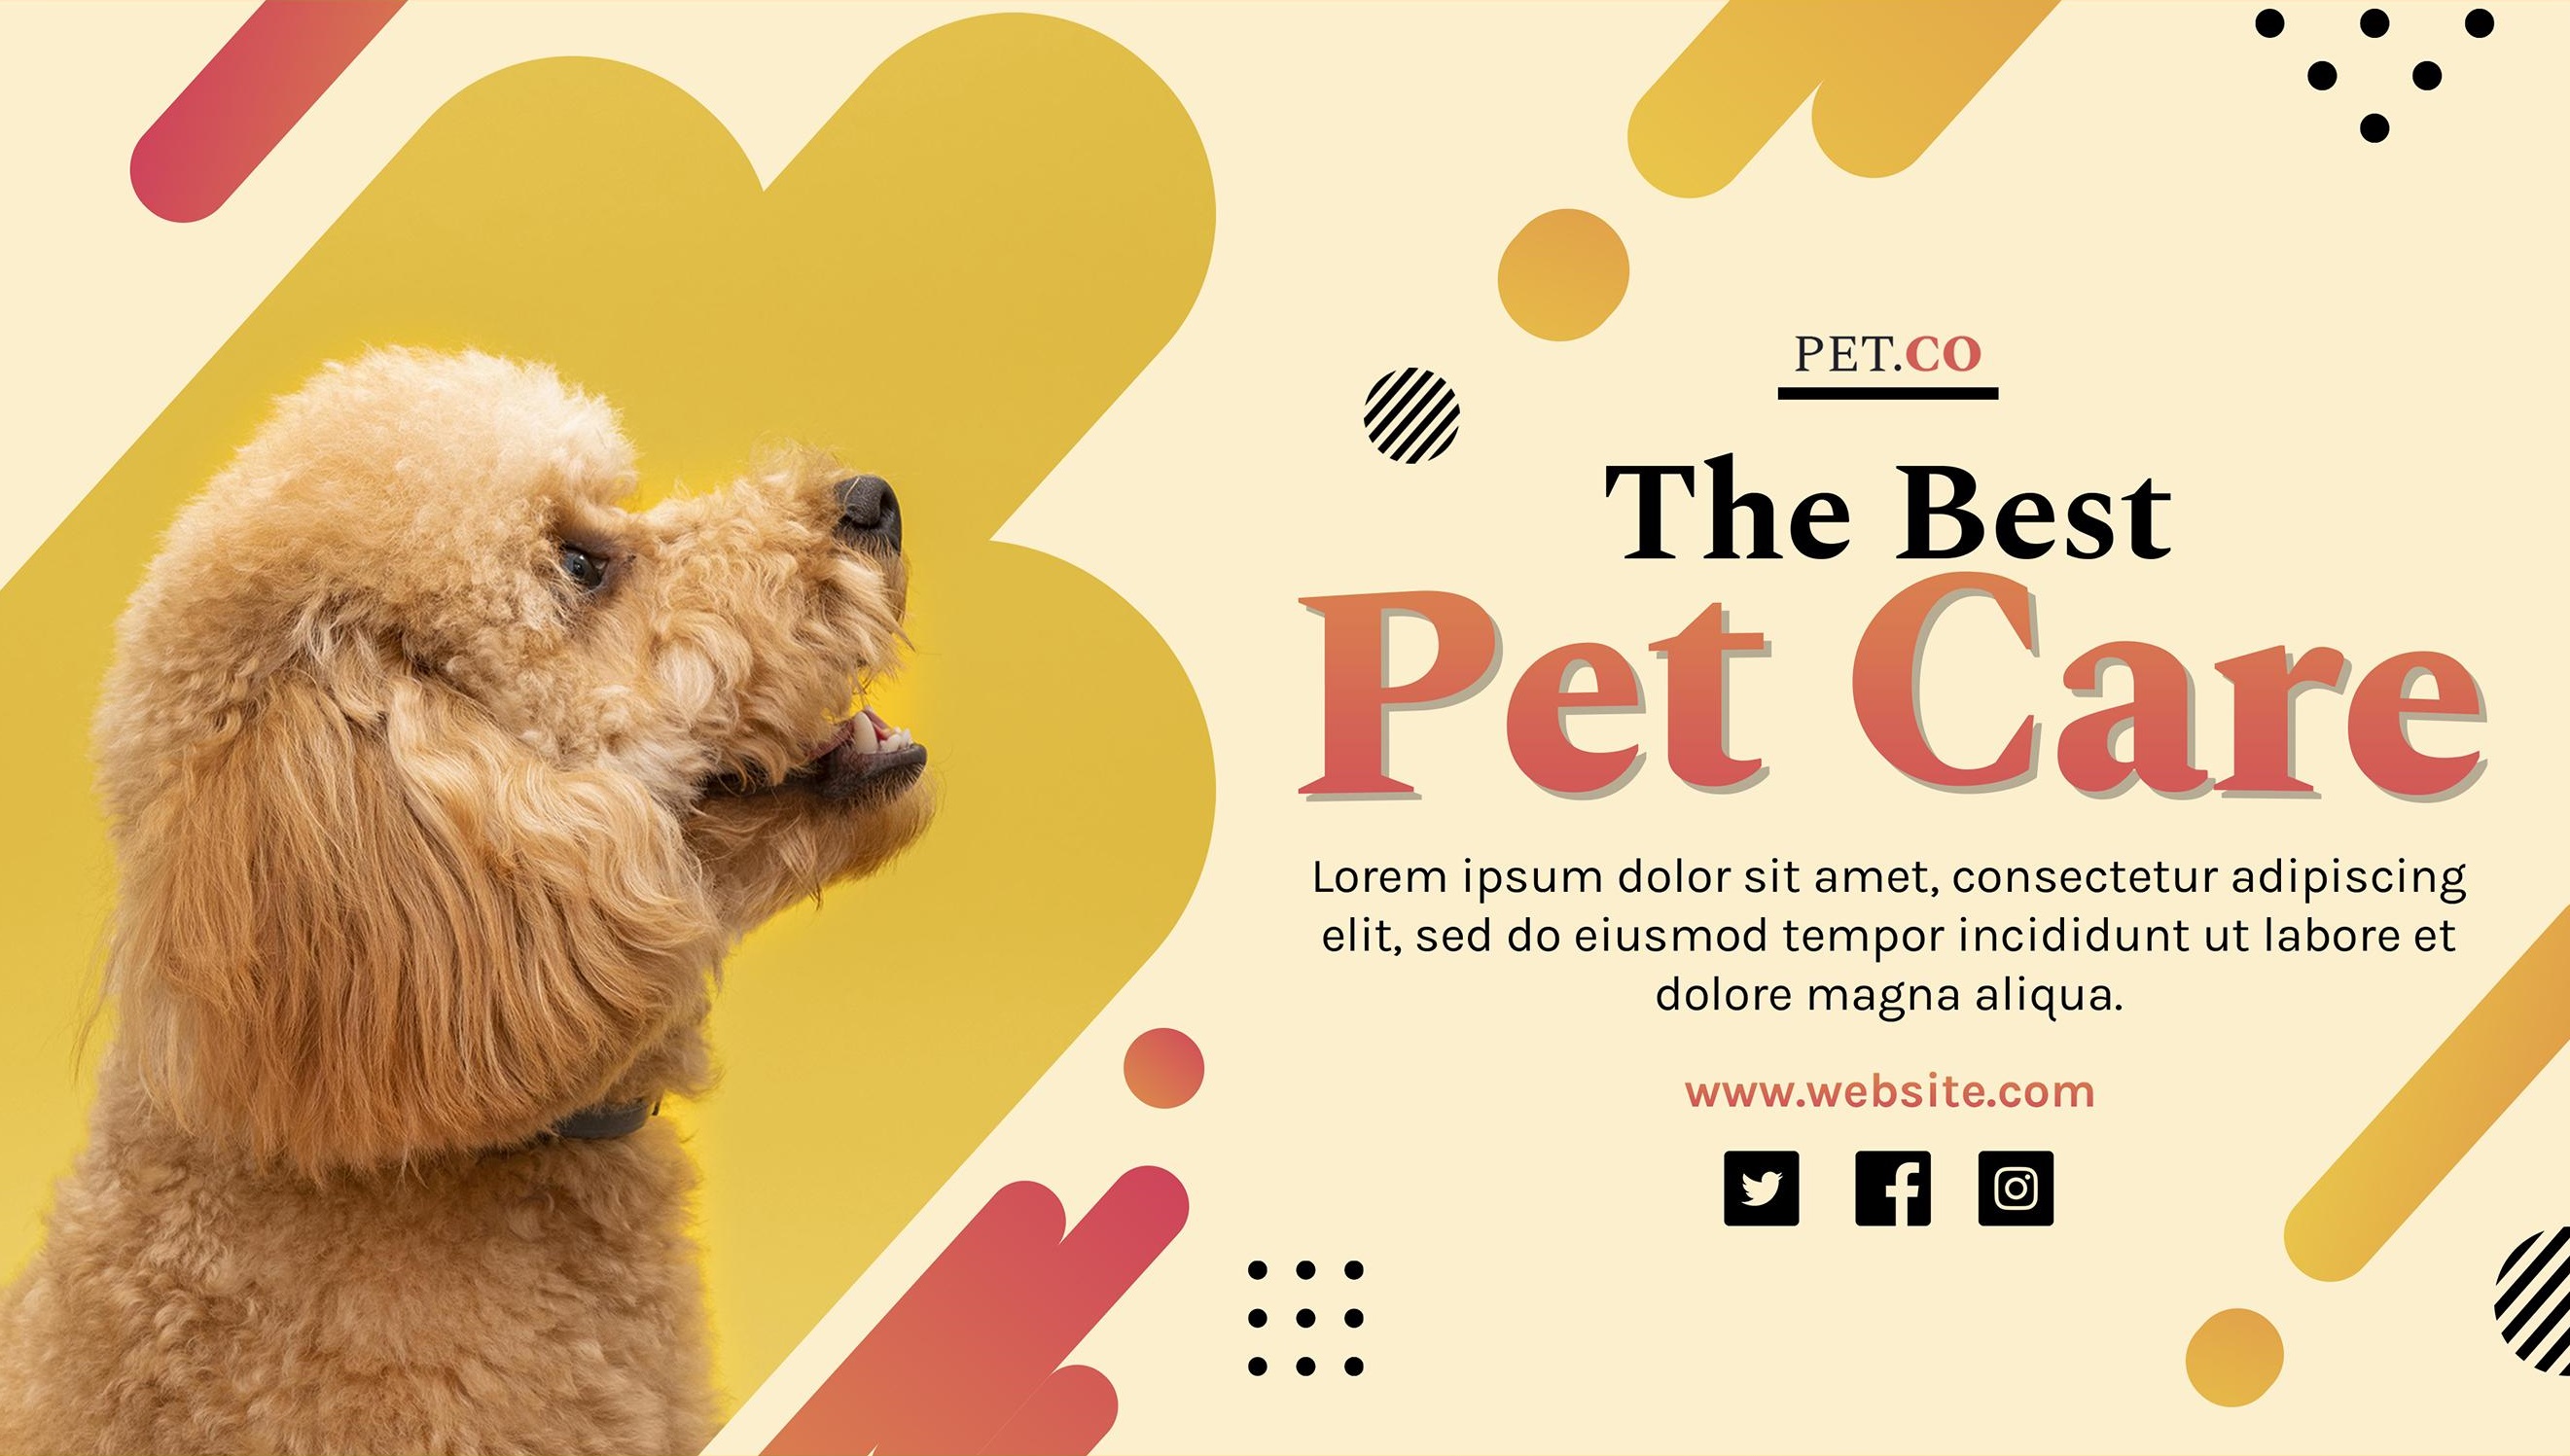 PET.CO
The Best
Pet Care
Lorem ipsum dolor sit amet, consectetur adipiscing
elit, sed do eiusmod tempor incididunt ut labore et
dolore magna aliqua.
www.website.com